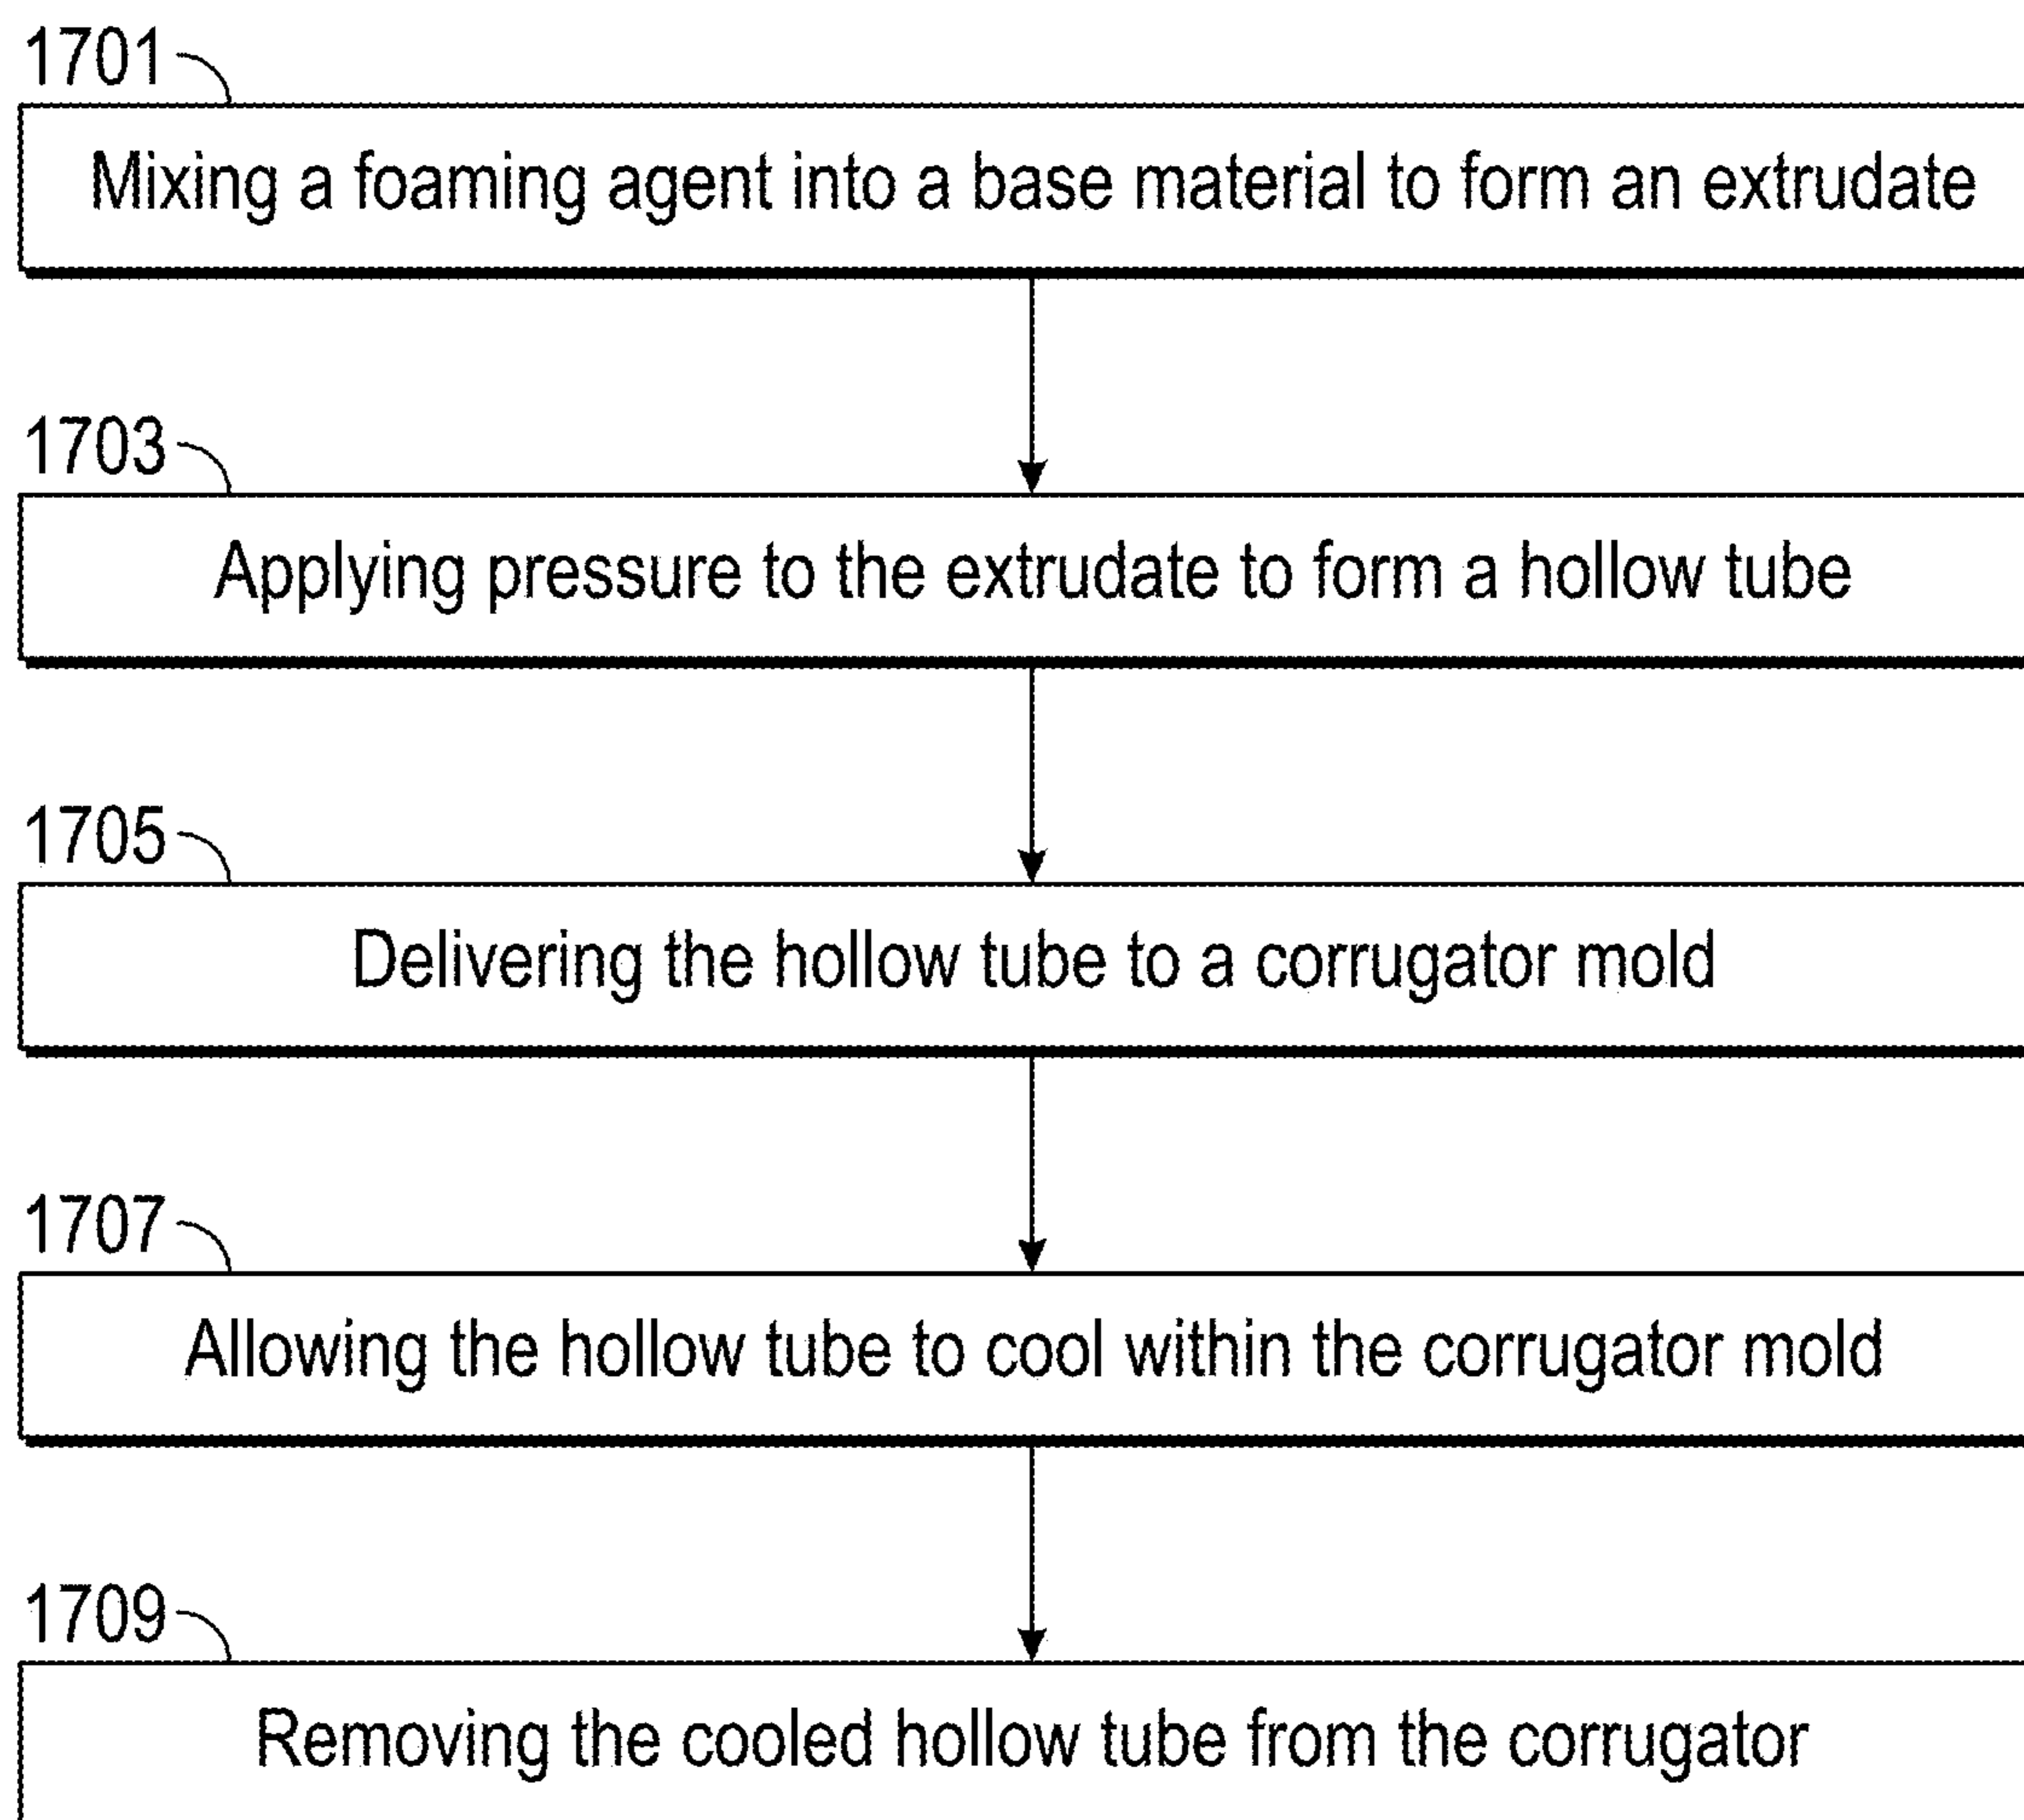 1701
Mixing a foaming agent into a base material to form an extrudate
1703
Applying pressure to the extrudate to form a hollow tube
1705
Delivering the hollow tube to a corrugator mold
1707
Allowing the hollow tube to cool within the corrugator mold
1709
Removing the cooled hollow tube from the corrugator